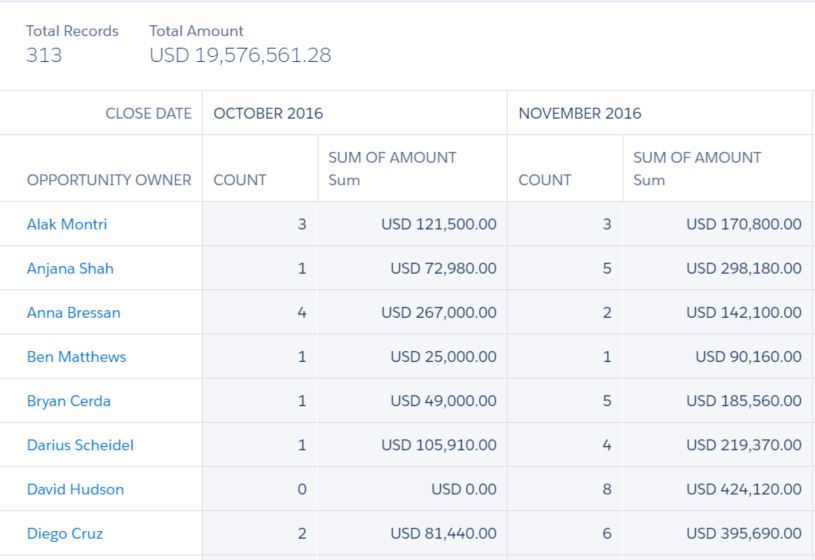 Total Records Total Amount
313 USD 19,576,561.28
CLOSE DATE OCTOBER 2016 NOVEMBER 2016
SUM OF AMOUNT SUM OF AMOUNT
OPPORTUNITY OWNER COUNT Sum COUNT Sum
Alak Montri 3 USD 121,500.00 3 USD 170,800.00
Anjana Shah 1 USD 72,980.00 5 USD 298,180.00
Anna Bressan 4 USD 267,000.00 2 USD 142,100.00
Ben Matthews 1 USD 25,000.00 1 USD 90,160.00
Bryan Cerda 1 USD 49,000.00 5 USD 185,560.00
Darius Scheidel 1 USD 105,910.00 4 USD 219,370.00
David Hudson 0 USD 0.00 8 USD 424,120.00
Diego Cruz 2 USD 81,440.00 6 USD 395,690.00